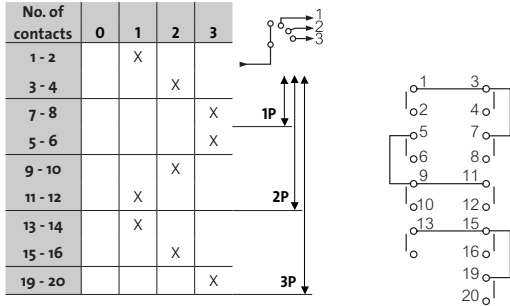 No. of
contacts 0 1 2 3
1 - 2 X
3 - 4 X
7 - 8 X
5 - 6 X
9 - 10 X
11 - 12 X
13 - 14 X
15 - 16 X
19 - 20 X
1
2
3
1P
2P
3P
1 3
2 4
5 7
6 8
9 11
10 12
13 15
16
19
20